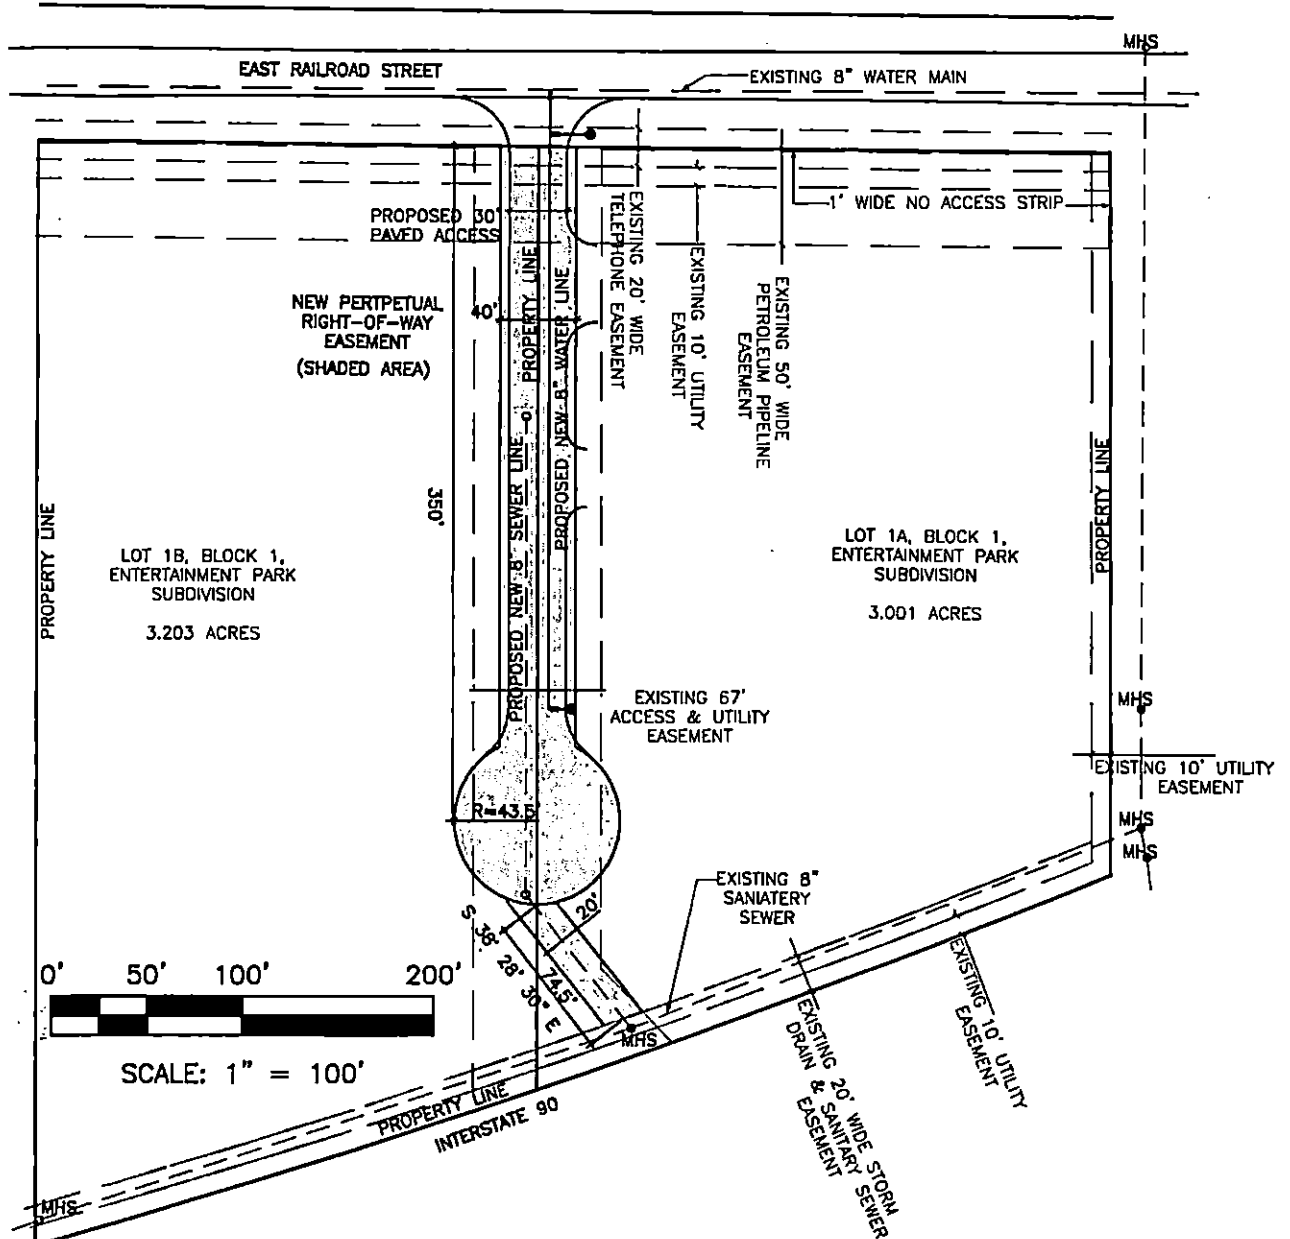 MHS
EAST RAILROAD STREET
EXISTING 8" WATER MAIN
1' WIDE NO ACCESS STRIP
PROPOSED 30'
PAVED ACCESS
NEW PERTPETUAL
RIGHT-OF-WAY
EASEMENT
(SHADED AREA)
40'
350'
PROPERTY LINE
PROPOSED NEW 8" SEWER LINE
PROPOSED NEW 8" WATER LINE
EXISTING 20' WIDE
TELEPHONE EASEMENT
EXISTING 10' UTILITY
EASEMENT
EXISTING 50' WIDE
PETROLEUM PIPELINE
EASEMENT
PROPERTY LINE
LOT 1B, BLOCK 1,
ENTERTAINMENT PARK
SUBDIVISION
3.203 ACRES
LOT 1A, BLOCK 1,
ENTERTAINMENT PARK
SUBDIVISION
3.001 ACRES
PROPERTY LINE
EXISTING 67'
ACCESS & UTILITY
EASEMENT
MHS
EXISTING 10' UTILITY
EASEMENT
R=43.5'
MHS
MHS
EXISTING 8"
SANIATERY
SEWER
20'
S 38° 28' 30" E
74.5'
MHS
0' 50' 100' 200'
SCALE: 1" = 100'
EXISTING 10' UTILITY
EASEMENT
EXISTING 20' WIDE STORM
DRAIN & SANITARY SEWER
EASEMENT
PROPERTY LINE
INTERSTATE 90
MHS